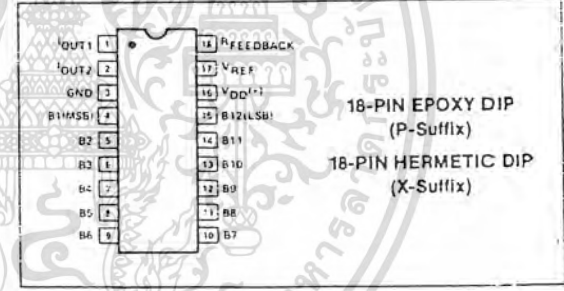 IOUT1 1 18 RFEEDBACK
IOUT2 2 17 VREF
GND 3 16 VDD(+)
B1(MSB) 4 15 B12(LSB)
B2 5 14 B11
B3 6 13 B10
B4 7 12 B9
B5 8 11 B8
B6 9 10 B7
18-PIN EPOXY DIP
(P-Suffix)
18-PIN HERMETIC DIP
(X-Suffix)